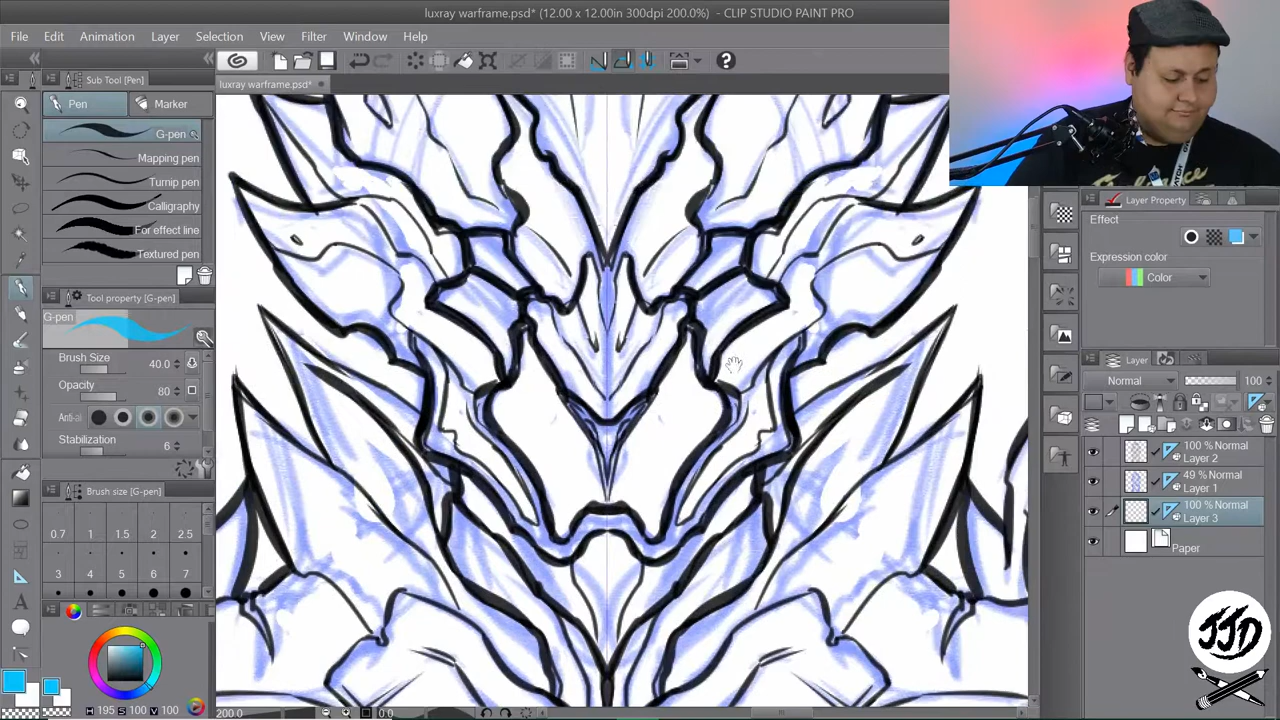 luxray warframe.psd* (12.00 x 12.00in 300dpi 200.0%) - CLIP STUDIO PAINT PRO
File Edit Animation Layer Selection View Filter Window Help
Sub Tool [Pen]
luxray warframe.psd*
Pen Marker
G-pen
Mapping pen
Turnip pen
Calligraphy
For effect line
Textured pen
Tool property [G-pen]
G-pen
Brush Size 40.0
Opacity 80
Anti-al
Stabilization 6
Brush size [G-pen]
0.7 1 1.5 2 2.5
3 4 5 6 7
H 195 S 100 V 100
200.0 0.0
Layer Property
Effect
Expression color
Color
Layer
Normal 100
100 % Normal
Layer 2
49 % Normal
Layer 1
100 % Normal
Layer 3
Paper
JJD